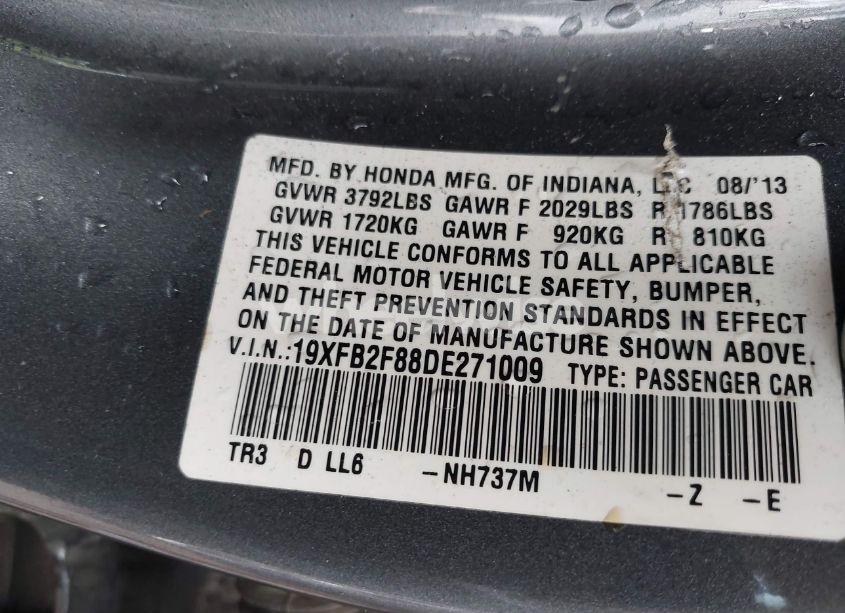 MFD. BY HONDA MFG. OF INDIANA, LLC 08/'13
GVWR 3792LBS GAWR F 2029LBS R 1786LBS
GVWR 1720KG GAWR F 920KG R 810KG
THIS VEHICLE CONFORMS TO ALL APPLICABLE
FEDERAL MOTOR VEHICLE SAFETY, BUMPER,
AND THEFT PREVENTION STANDARDS IN EFFECT
ON THE DATE OF MANUFACTURE SHOWN ABOVE.
V.I.N.:19XFB2F88DE271009 TYPE: PASSENGER CAR
TR3 D LL6 -NH737M -Z -E